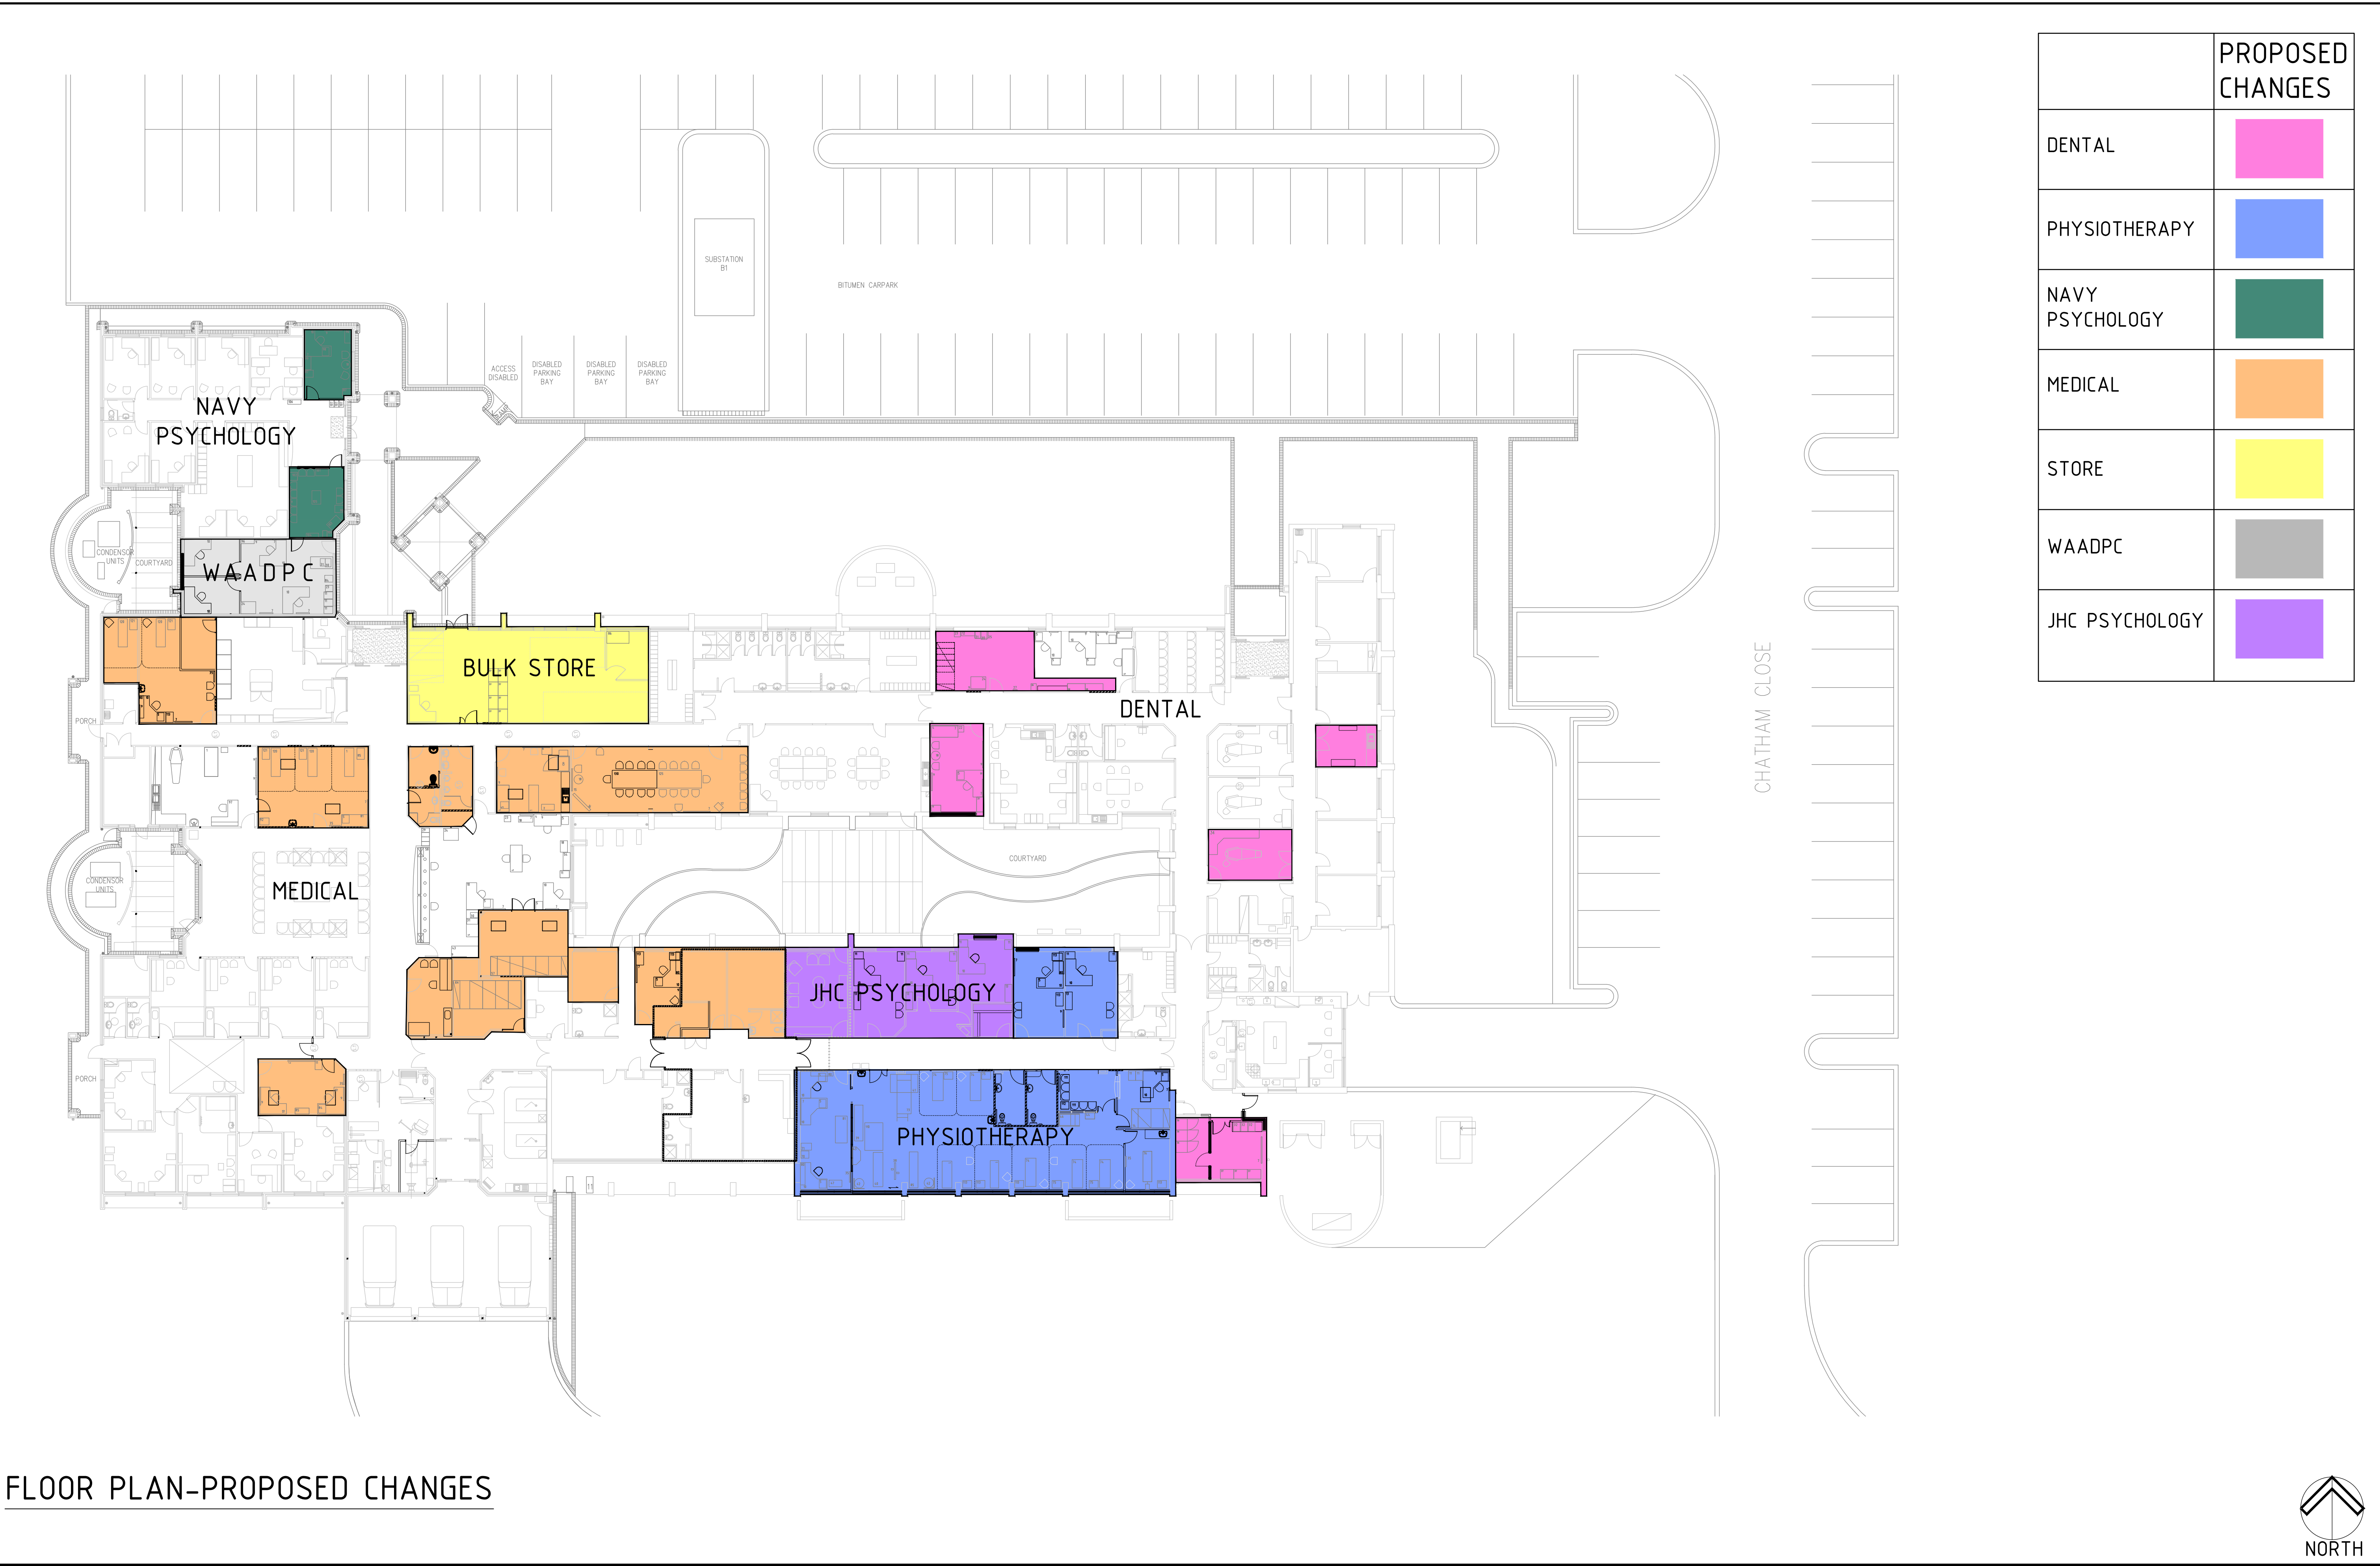 PROPOSED
CHANGES
DENTAL
PHYSIOTHERAPY
NAVY
PSYCHOLOGY
MEDICAL
STORE
WAADPC
JHC PSYCHOLOGY
SUBSTATION
B1
BITUMEN CARPARK
ACCESS
DISABLED
DISABLED
PARKING
BAY
DISABLED
PARKING
BAY
DISABLED
PARKING
BAY
NAVY
PSYCHOLOGY
CONDENSOR
UNITS
COURTYARD
WAADPC
BULK STORE
PORCH
DENTAL
CHATHAM CLOSE
COURTYARD
CONDENSOR
UNITS
MEDICAL
JHC PSYCHOLOGY
PORCH
PHYSIOTHERAPY
FLOOR PLAN-PROPOSED CHANGES
NORTH